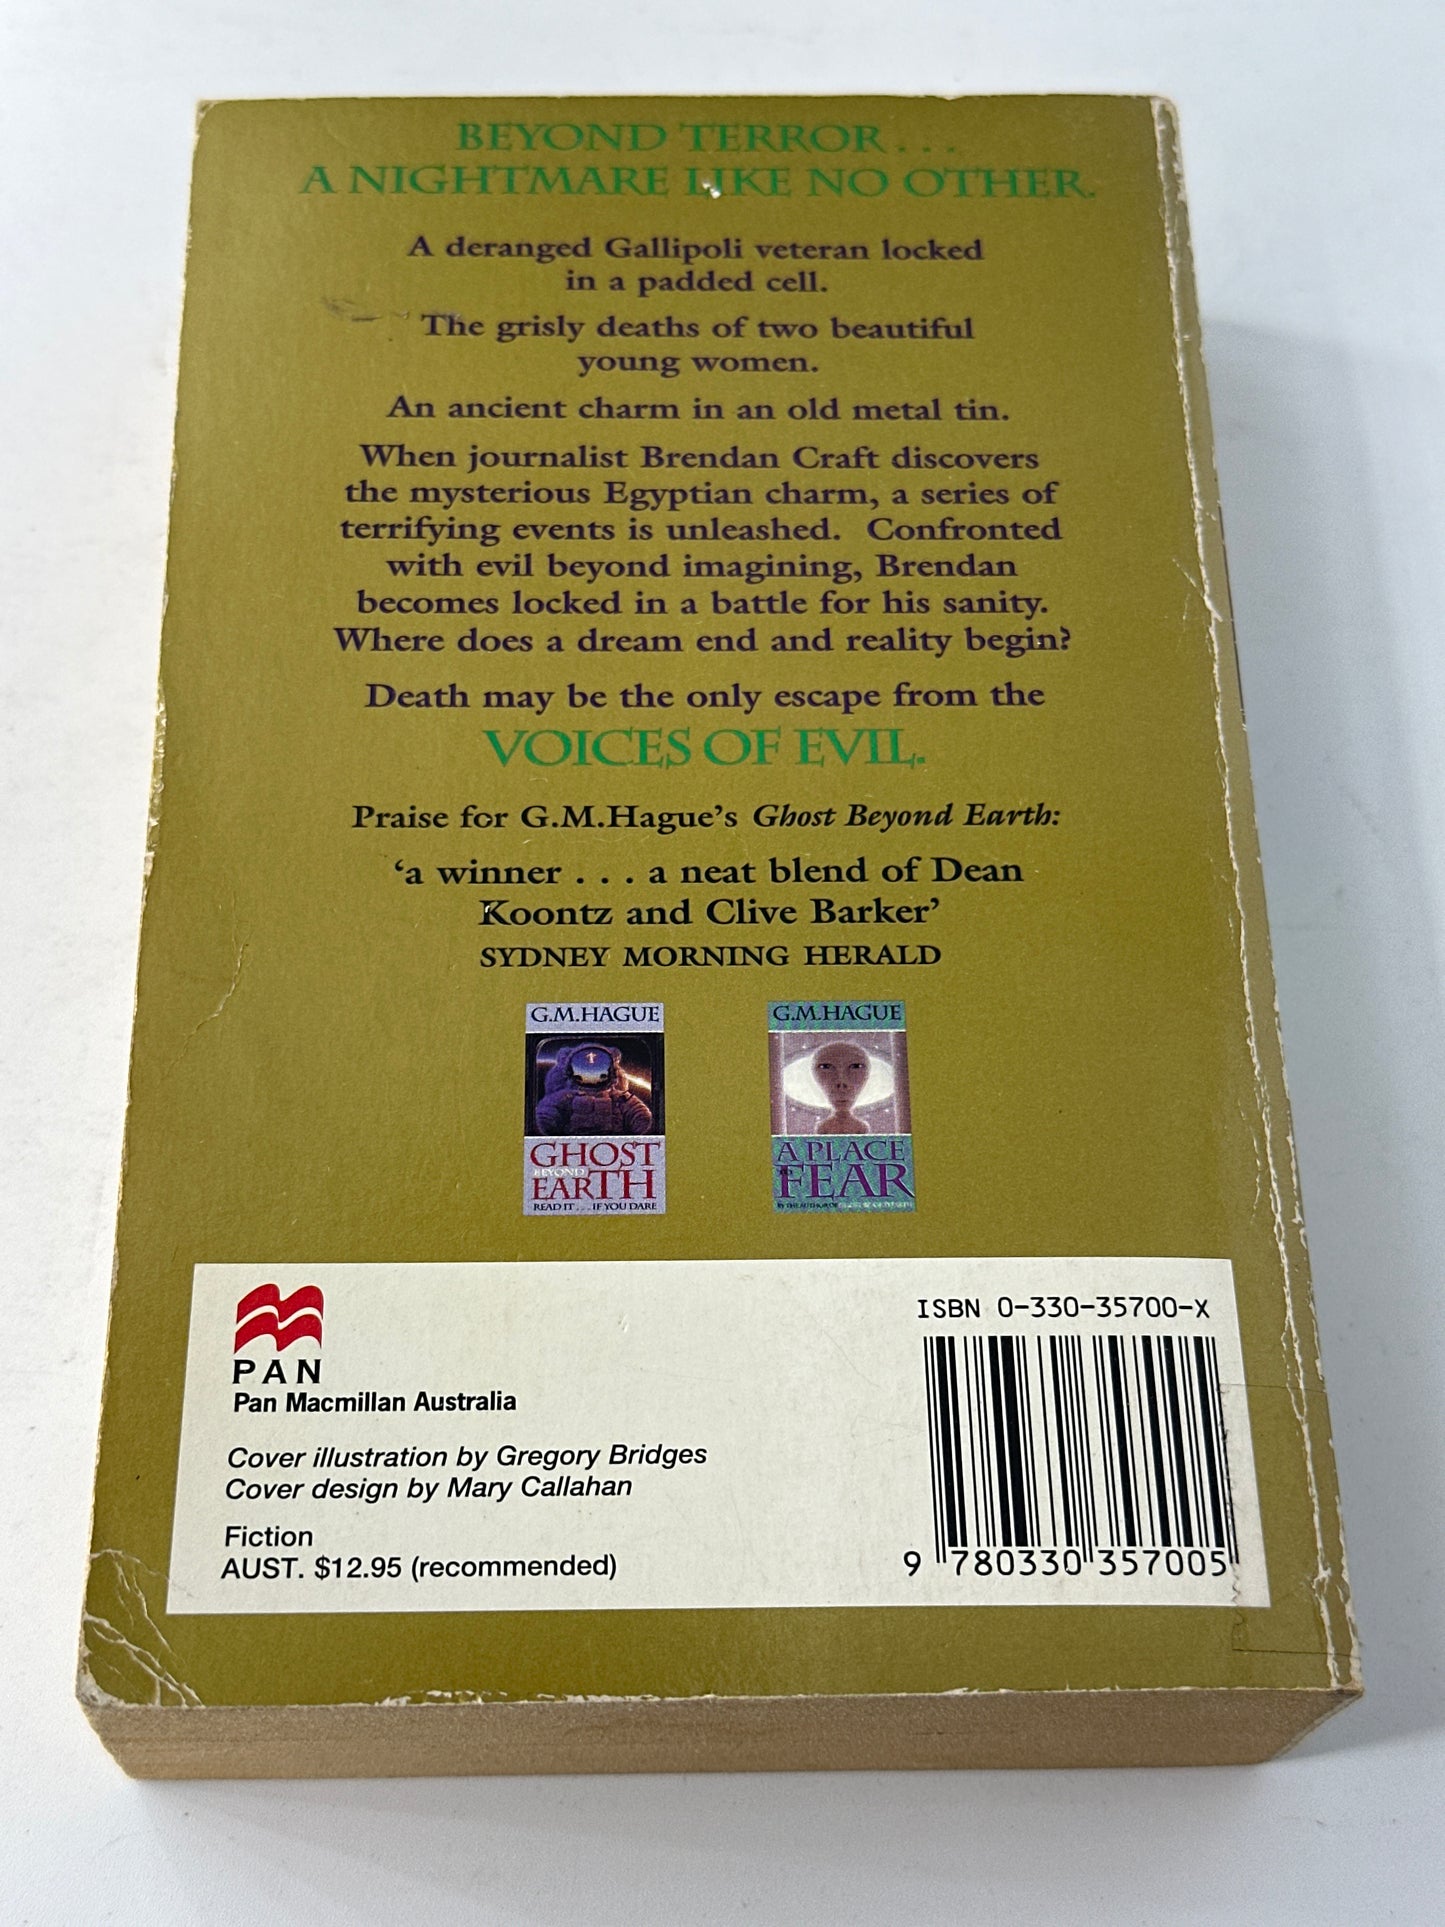 BEYOND TERROR . . .
A NIGHTMARE LIKE NO OTHER.
A deranged Gallipoli veteran locked
in a padded cell.
The grisly deaths of two beautiful
young women.
An ancient charm in an old metal tin.
When journalist Brendan Craft discovers
the mysterious Egyptian charm, a series of
terrifying events is unleashed. Confronted
with evil beyond imagining, Brendan
becomes locked in a battle for his sanity.
Where does a dream end and reality begin?
Death may be the only escape from the
VOICES OF EVIL.
Praise for G.M.Hague's Ghost Beyond Earth:
‘a winner . . . a neat blend of Dean
Koontz and Clive Barker’
SYDNEY MORNING HERALD
G.M.HAGUE
GHOST
BEYOND
EARTH
READ IT . . . IF YOU DARE
G.M.HAGUE
A PLACE
TO
FEAR
BY THE AUTHOR OF
PAN
Pan Macmillan Australia
Cover illustration by Gregory Bridges
Cover design by Mary Callahan
Fiction
AUST. $12.95 (recommended)
ISBN 0-330-35700-X
9 780330 357005